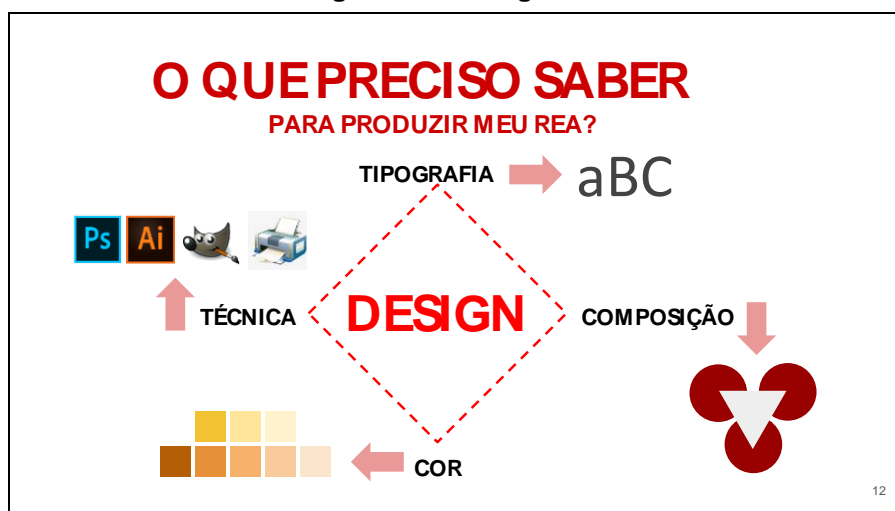 O QUE PRECISO SABER
PARA PRODUZIR MEU REA?
TIPOGRAFIA
aBC
Ps
Ai
TÉCNICA
DESIGN
COMPOSIÇÃO
COR
12